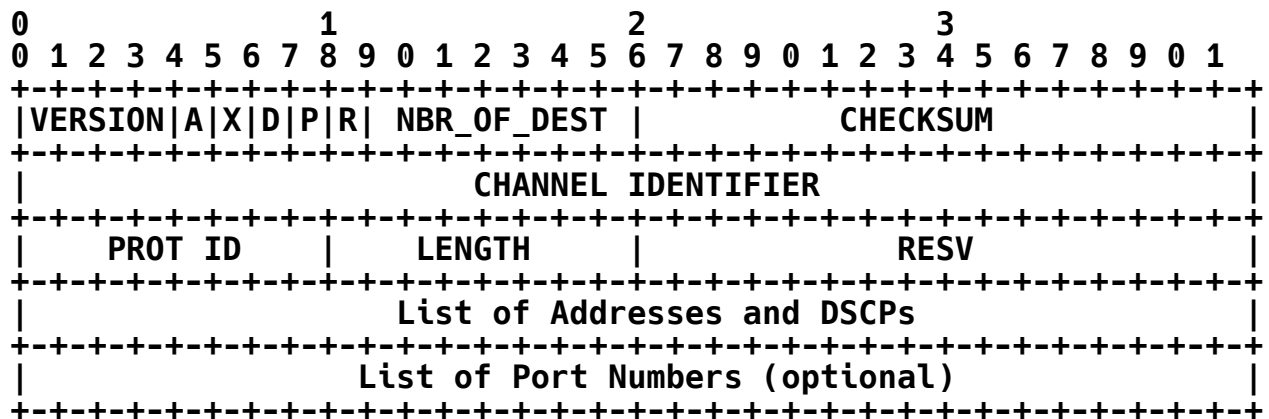 0               1               2               3
0 1 2 3 4 5 6 7 8 9 0 1 2 3 4 5 6 7 8 9 0 1 2 3 4 5 6 7 8 9 0 1
+-+-+-+-+-+-+-+-+-+-+-+-+-+-+-+-+-+-+-+-+-+-+-+-+-+-+-+-+-+-+-+-+
|VERSION|A|X|D|P|R| NBR_OF_DEST |          CHECKSUM             |
+-+-+-+-+-+-+-+-+-+-+-+-+-+-+-+-+-+-+-+-+-+-+-+-+-+-+-+-+-+-+-+-+
|                       CHANNEL IDENTIFIER                      |
+-+-+-+-+-+-+-+-+-+-+-+-+-+-+-+-+-+-+-+-+-+-+-+-+-+-+-+-+-+-+-+-+
|    PROT ID    |    LENGTH     |             RESV              |
+-+-+-+-+-+-+-+-+-+-+-+-+-+-+-+-+-+-+-+-+-+-+-+-+-+-+-+-+-+-+-+-+
|                   List of Addresses and DSCPs                 |
+-+-+-+-+-+-+-+-+-+-+-+-+-+-+-+-+-+-+-+-+-+-+-+-+-+-+-+-+-+-+-+-+
|                 List of Port Numbers (optional)               |
+-+-+-+-+-+-+-+-+-+-+-+-+-+-+-+-+-+-+-+-+-+-+-+-+-+-+-+-+-+-+-+-+